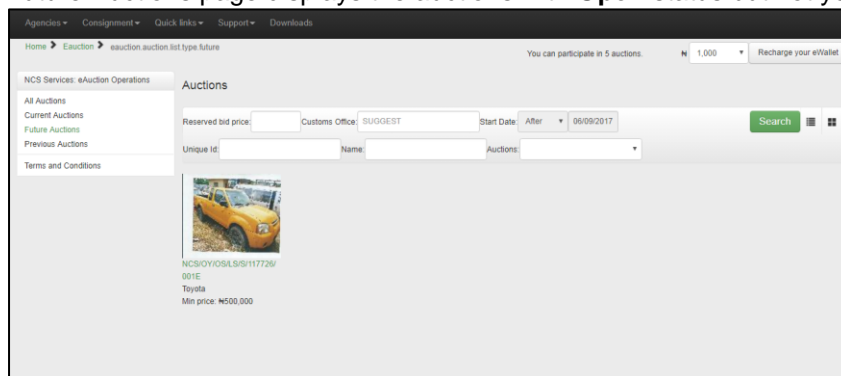 Agencies Consignment Quick links Support Downloads
Home Eauction eauction.auction.list.type.future
You can participate in 5 auctions.
₦ 1,000
Recharge your eWallet
NCS Services: eAuction Operations
All Auctions
Current Auctions
Future Auctions
Previous Auctions
Terms and Conditions
Auctions
Reserved bid price: Customs Office: SUGGEST Start Date: After 06/09/2017 Search
Unique Id: Name: Auctions:
NCS/OY/OS/LS/S/117726/
001E
Toyota
Min price: ₦500,000